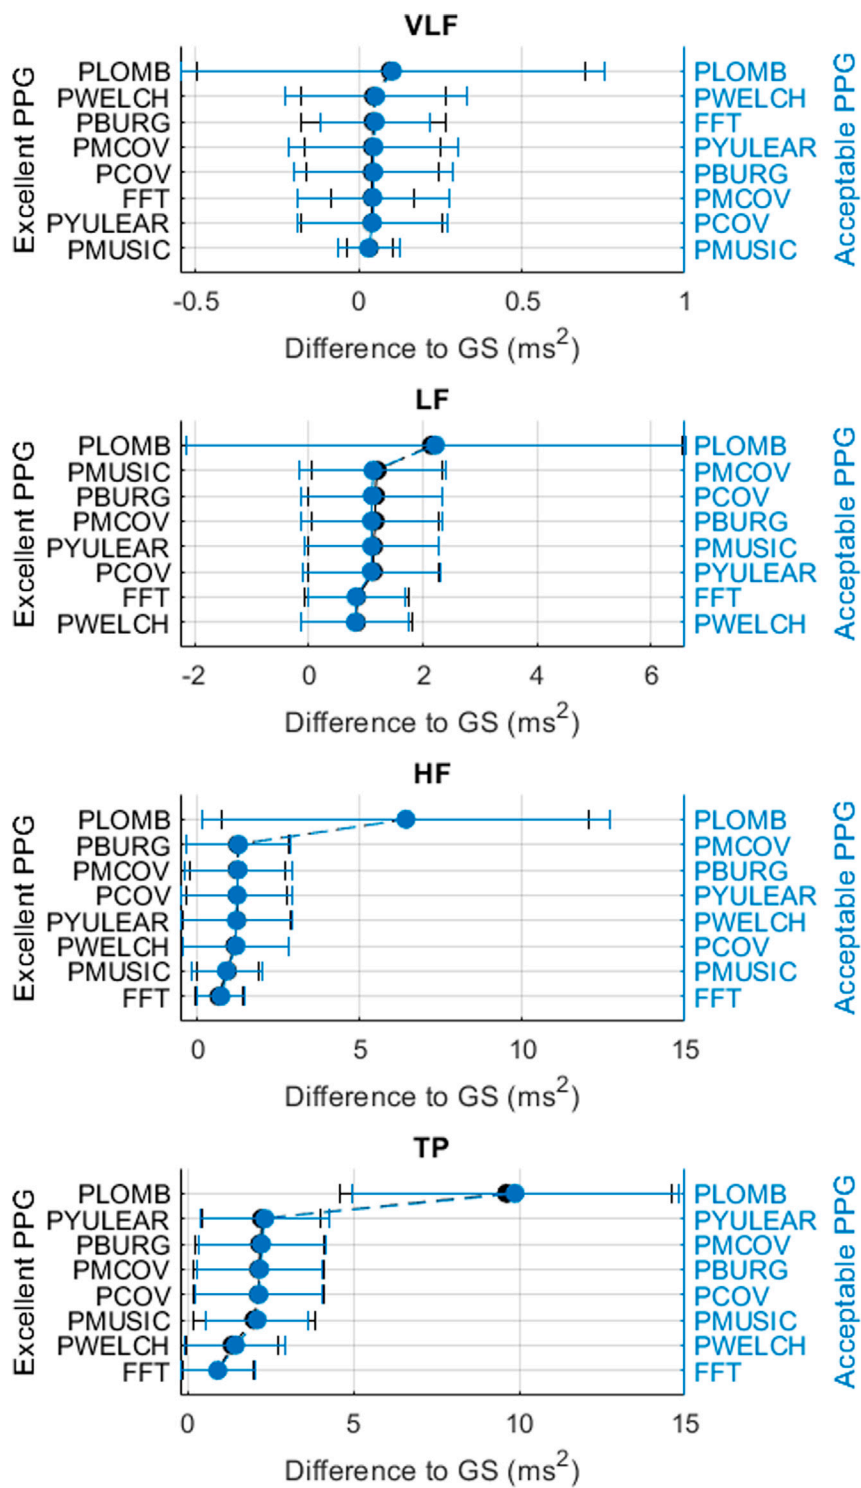 VLF
Excellent PPG
Acceptable PPG
PLOMB PLOMB
PWELCH PWELCH
PBURG FFT
PMCOV PYULEAR
PCOV PBURG
FFT PMCOV
PYULEAR PCOV
PMUSIC PMUSIC
-0.5 0 0.5 1
Difference to GS (ms²)
LF
Excellent PPG
Acceptable PPG
PLOMB PLOMB
PMUSIC PMCOV
PBURG PCOV
PMCOV PBURG
PYULEAR PMUSIC
PCOV PYULEAR
FFT FFT
PWELCH PWELCH
-2 0 2 4 6
Difference to GS (ms²)
HF
Excellent PPG
Acceptable PPG
PLOMB PLOMB
PBURG PMCOV
PMCOV PBURG
PCOV PYULEAR
PYULEAR PWELCH
PWELCH PCOV
PMUSIC PMUSIC
FFT FFT
0 5 10 15
Difference to GS (ms²)
TP
Excellent PPG
Acceptable PPG
PLOMB PLOMB
PYULEAR PYULEAR
PBURG PMCOV
PMCOV PBURG
PCOV PCOV
PMUSIC PMUSIC
PWELCH PWELCH
FFT FFT
0 5 10 15
Difference to GS (ms²)